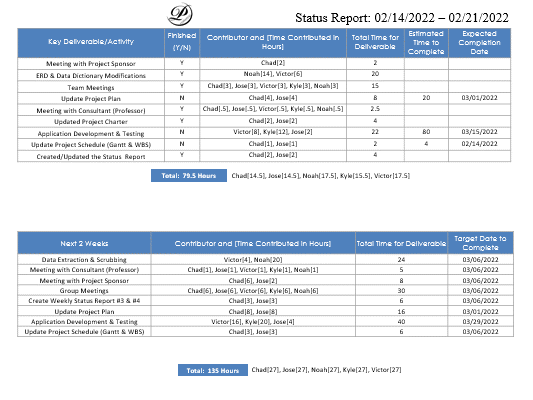 P
Status Report: 02/14/2022 – 02/21/2022
Key Deliverable/Activity Finished (Y/N) Contributor and [Time Contributed in Hours] Total Time for Deliverable Estimated Time to Complete Expected Completion Date
Meeting with Project Sponsor Y Chad[2] 2
ERD & Data Dictionary Modifications Y Noah[14], Victor[6] 20
Team Meetings Y Chad[3], Jose[3], Victor[3], Kyle[3], Noah[3] 15
Update Project Plan N Chad[4], Jose[4] 8 20 03/01/2022
Meeting with Consultant (Professor) Y Chad[.5], Jose[.5], Victor[.5], Kyle[.5], Noah[.5] 2.5
Updated Project Charter Y Chad[2], Jose[2] 4
Application Development & Testing N Victor[8], Kyle[12], Jose[2] 22 80 03/15/2022
Update Project Schedule (Gantt & WBS) N Chad[1], Jose[1] 2 4 02/14/2022
Created/Updated the Status Report Y Chad[2], Jose[2] 4
Total: 79.5 Hours Chad[14.5], Jose[14.5], Noah[17.5], Kyle[15.5], Victor[17.5]
Next 2 Weeks Contributor and [Time Contributed in Hours] Total Time for Deliverable Target Date to Complete
Data Extraction & Scrubbing Victor[4], Noah[20] 24 03/06/2022
Meeting with Consultant (Professor) Chad[1], Jose[1], Victor[1], Kyle[1], Noah[1] 5 03/06/2022
Meeting with Project Sponsor Chad[6], Jose[2] 8 03/06/2022
Group Meetings Chad[6], Jose[6], Victor[6], Kyle[6], Noah[6] 30 03/06/2022
Create Weekly Status Report #3 & #4 Chad[3], Jose[3] 6 03/06/2022
Update Project Plan Chad[8], Jose[8] 16 03/01/2022
Application Development & Testing Victor[16], Kyle[20], Jose[4] 40 03/29/2022
Update Project Schedule (Gantt & WBS) Chad[3], Jose[3] 6 03/06/2022
Total: 135 Hours Chad[27], Jose[27], Noah[27], Kyle[27], Victor[27]